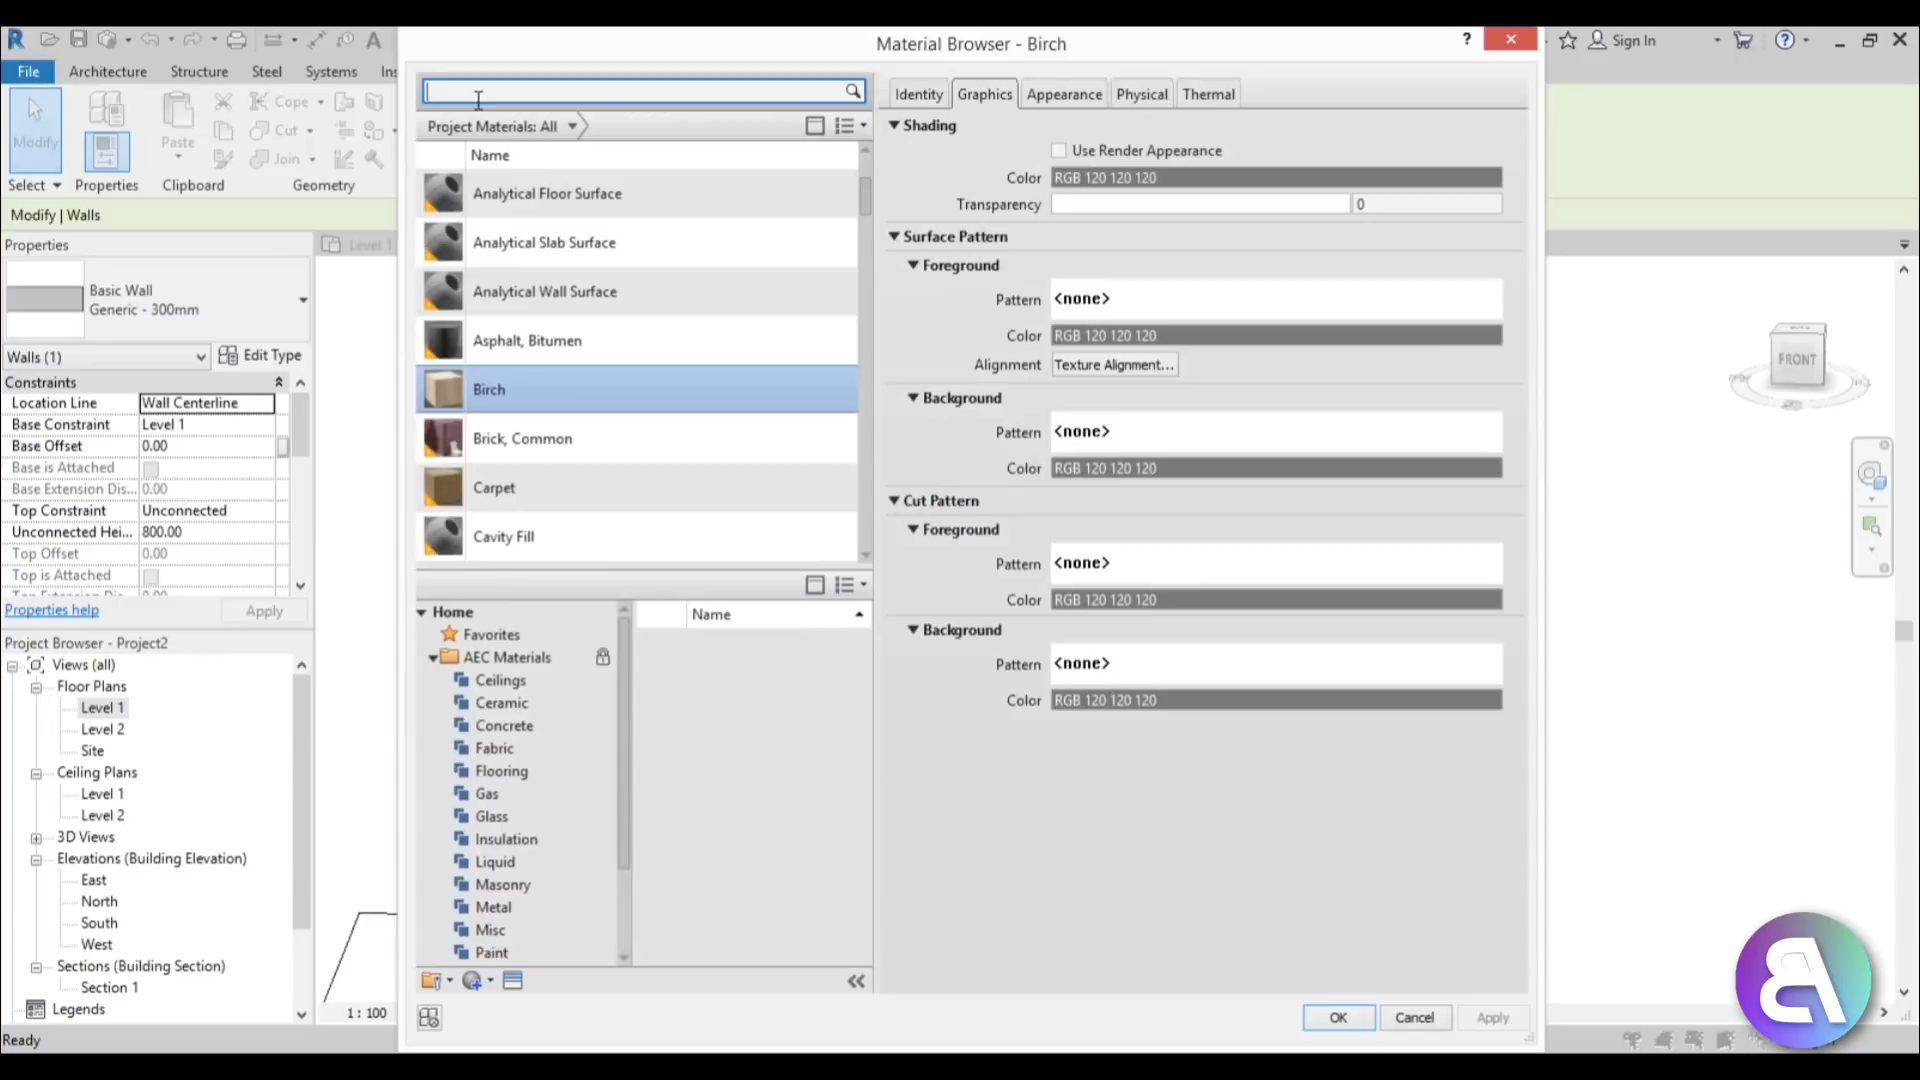 Material Browser - Birch
?
Sign In
File
Architecture
Structure
Steel
Systems
Ins
Modify
Cope
Cut
Join
Paste
Select
Properties
Clipboard
Geometry
Modify | Walls
Properties
Level 1
Basic Wall
Generic - 300mm
Walls (1)
Edit Type
Constraints
Location Line
Wall Centerline
Base Constraint
Level 1
Base Offset
0.00
Base is Attached
Base Extension Dis...
0.00
Top Constraint
Unconnected
Unconnected Hei...
800.00
Top Offset
0.00
Top is Attached
Properties help
Apply
Project Browser - Project2
Views (all)
Floor Plans
Level 1
Level 2
Site
Ceiling Plans
Level 1
Level 2
3D Views
Elevations (Building Elevation)
East
North
South
West
Sections (Building Section)
Section 1
Legends
Ready
1 : 100
Project Materials: All
Name
Analytical Floor Surface
Analytical Slab Surface
Analytical Wall Surface
Asphalt, Bitumen
Birch
Brick, Common
Carpet
Cavity Fill
Home
Favorites
AEC Materials
Ceilings
Ceramic
Concrete
Fabric
Flooring
Gas
Glass
Insulation
Liquid
Masonry
Metal
Misc
Paint
Name
Identity
Graphics
Appearance
Physical
Thermal
Shading
Use Render Appearance
Color
RGB 120 120 120
Transparency
0
Surface Pattern
Foreground
Pattern
<none>
Color
RGB 120 120 120
Alignment
Texture Alignment...
Background
Pattern
<none>
Color
RGB 120 120 120
Cut Pattern
Foreground
Pattern
<none>
Color
RGB 120 120 120
Background
Pattern
<none>
Color
RGB 120 120 120
OK
Cancel
Apply
FRONT